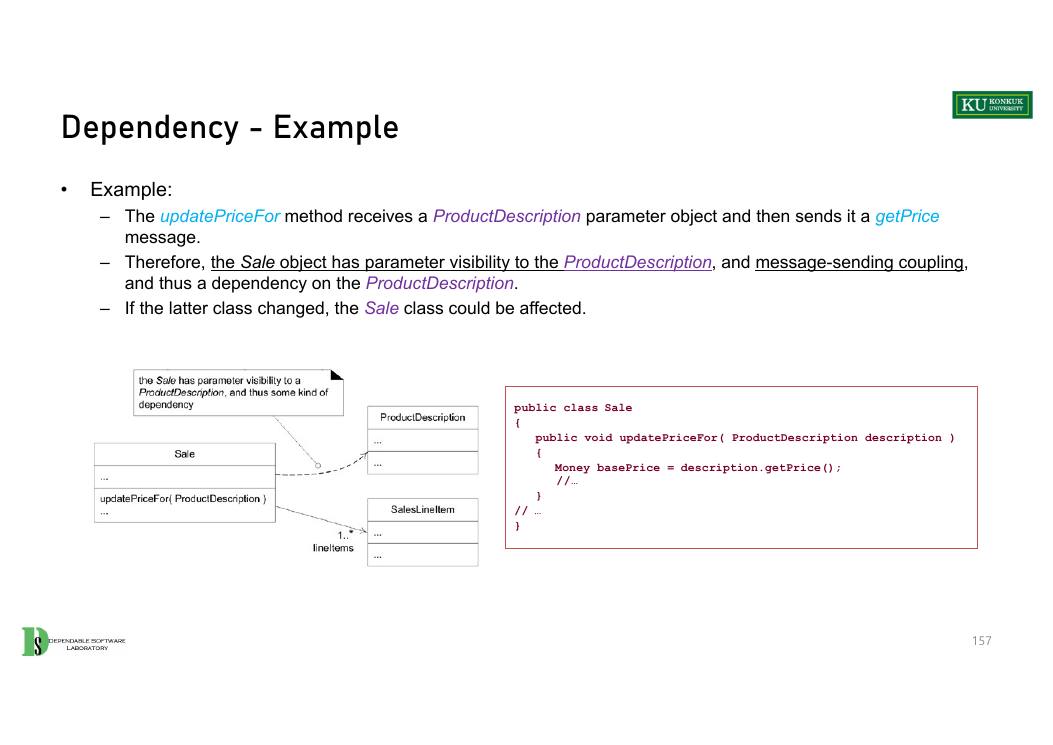 KU KONKUK
UNIVERSITY
Dependency - Example
• Example:
– The updatePriceFor method receives a ProductDescription parameter object and then sends it a getPrice
message.
– Therefore, the Sale object has parameter visibility to the ProductDescription, and message-sending coupling,
and thus a dependency on the ProductDescription.
– If the latter class changed, the Sale class could be affected.
the Sale has parameter visibility to a
ProductDescription, and thus some kind of
dependency
ProductDescription
...
...
Sale
...
updatePriceFor( ProductDescription )
...
SalesLineItem
...
...
1..*
lineItems
public class Sale
{
public void updatePriceFor( ProductDescription description )
{
Money basePrice = description.getPrice();
//…
}
// …
}
DS DEPENDABLE SOFTWARE
LABORATORY
157